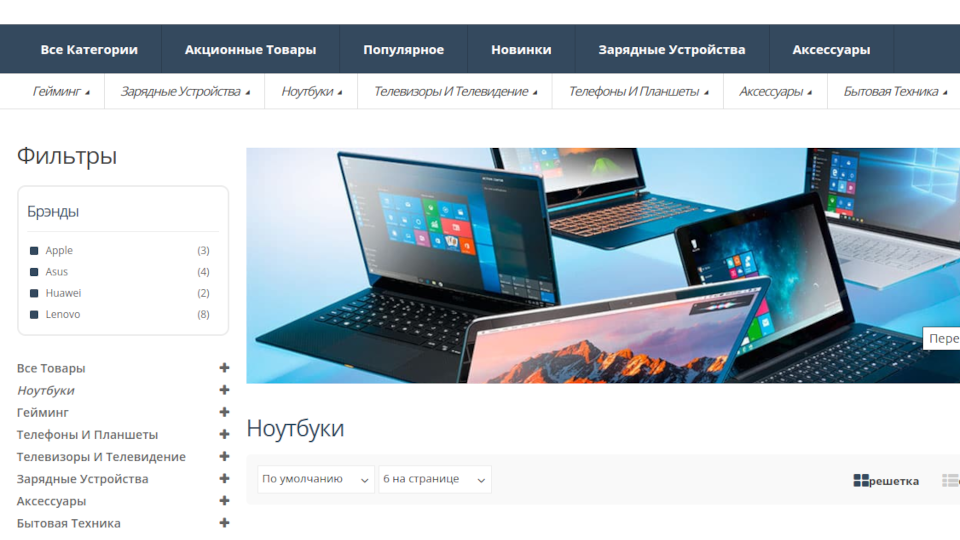 Все Категории Акционные Товары Популярное Новинки Зарядные Устройства Аксессуары
Гейминг Зарядные Устройства Ноутбуки Телевизоры И Телевидение Телефоны И Планшеты Аксессуары Бытовая Техника
Фильтры
Брэнды
Apple (3)
Asus (4)
Huawei (2)
Lenovo (8)
Все Товары
Ноутбуки
Гейминг
Телефоны И Планшеты
Телевизоры И Телевидение
Зарядные Устройства
Аксессуары
Бытовая Техника
Пере
Ноутбуки
По умолчанию 6 на странице решетка